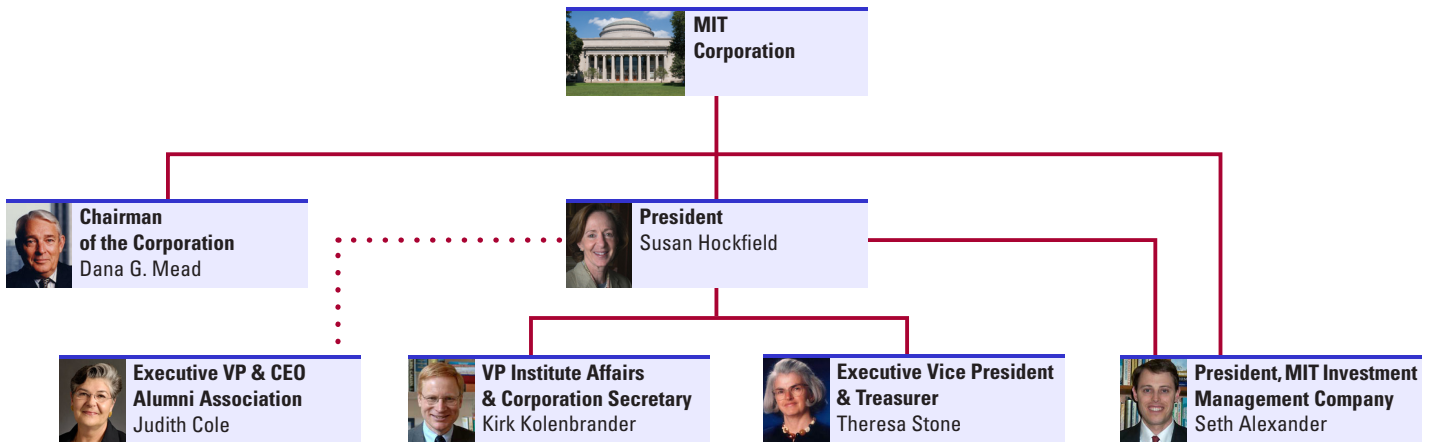 MIT
Corporation
Chairman
of the Corporation
Dana G. Mead
President
Susan Hockfield
Executive VP & CEO
Alumni Association
Judith Cole
VP Institute Affairs
& Corporation Secretary
Kirk Kolenbrander
Executive Vice President
& Treasurer
Theresa Stone
President, MIT Investment
Management Company
Seth Alexander